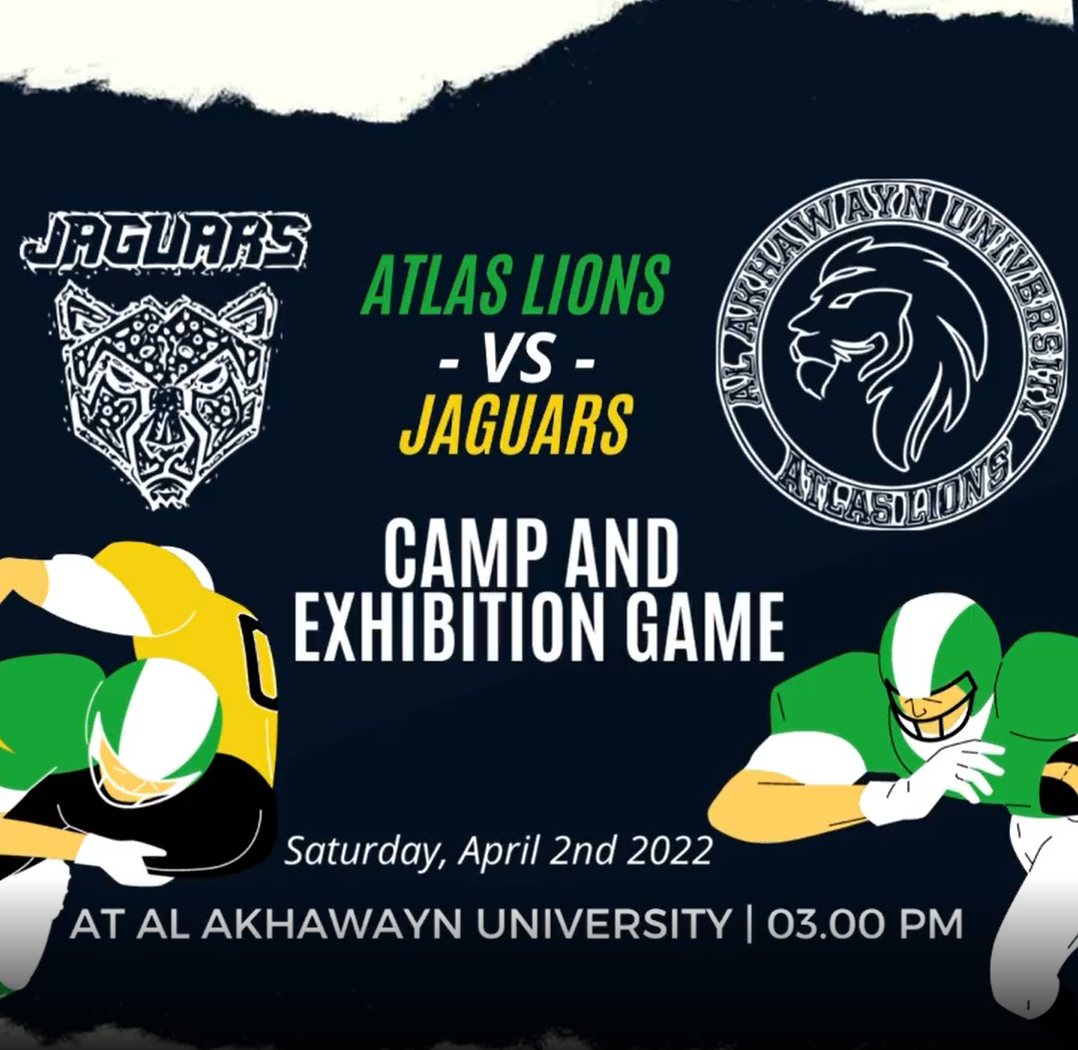 JAGUARS
AL AKHAWAYN UNIVERSITY
ATLAS LIONS
ATLAS LIONS
- VS -
JAGUARS
CAMP AND
EXHIBITION GAME
Saturday, April 2nd 2022
AT AL AKHAWAYN UNIVERSITY | 03.00 PM